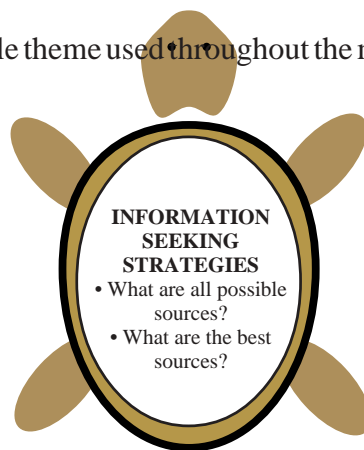 le theme used throughout the
INFORMATION
SEEKING
STRATEGIES
• What are all possible
sources?
• What are the best
sources?